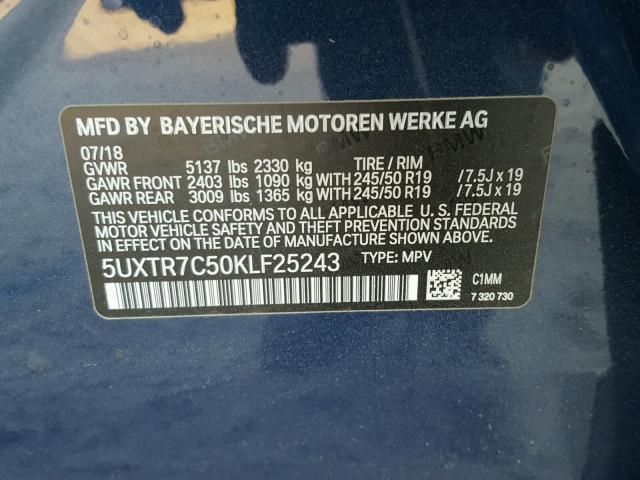 MFD BY BAYERISCHE MOTOREN WERKE AG
07/18
GVWR 5137 lbs 2330 kg TIRE / RIM
GAWR FRONT 2403 lbs 1090 kg WITH 245/50 R19 /7.5J x 19
GAWR REAR 3009 lbs 1365 kg WITH 245/50 R19 /7.5J x 19
THIS VEHICLE CONFORMS TO ALL APPLICABLE U. S. FEDERAL
MOTOR VEHICLE SAFETY AND THEFT PREVENTION
STANDARDS IN EFFECT ON THE DATE OF MANUFACTURE SHOWN ABOVE.
5UXTR7C50KLF25243 TYPE: MPV
C1MM
7 320 730
BMW
BMW
BMW